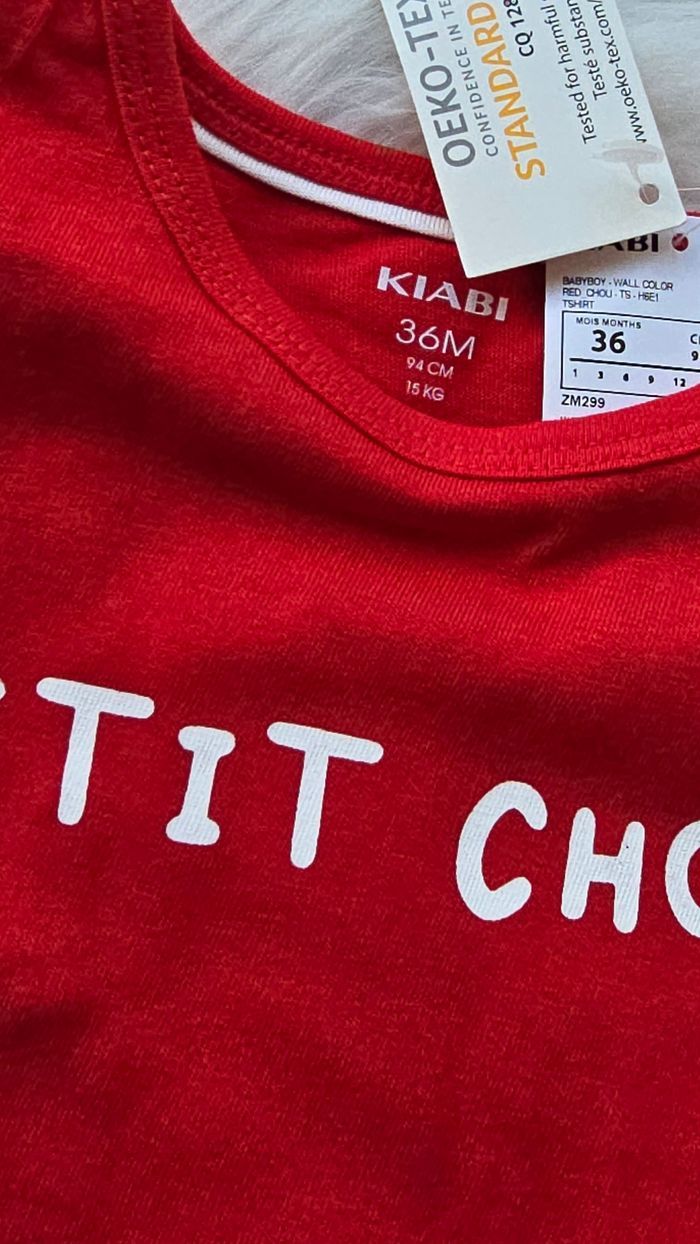 OEKO-TEX
CONFIDENCE IN TE
STANDARD
CQ 128
Tested for harmful
Testé substan
www.oeko-tex.com/
KIABI
36M
94 CM
15 KG
ABI
BABYBOY - WALL COLOR
RED CHOU - TS - H6E1
TSHIRT
MOIS MONTHS
36
1 3 6 9 12
ZM299
TIT CHO